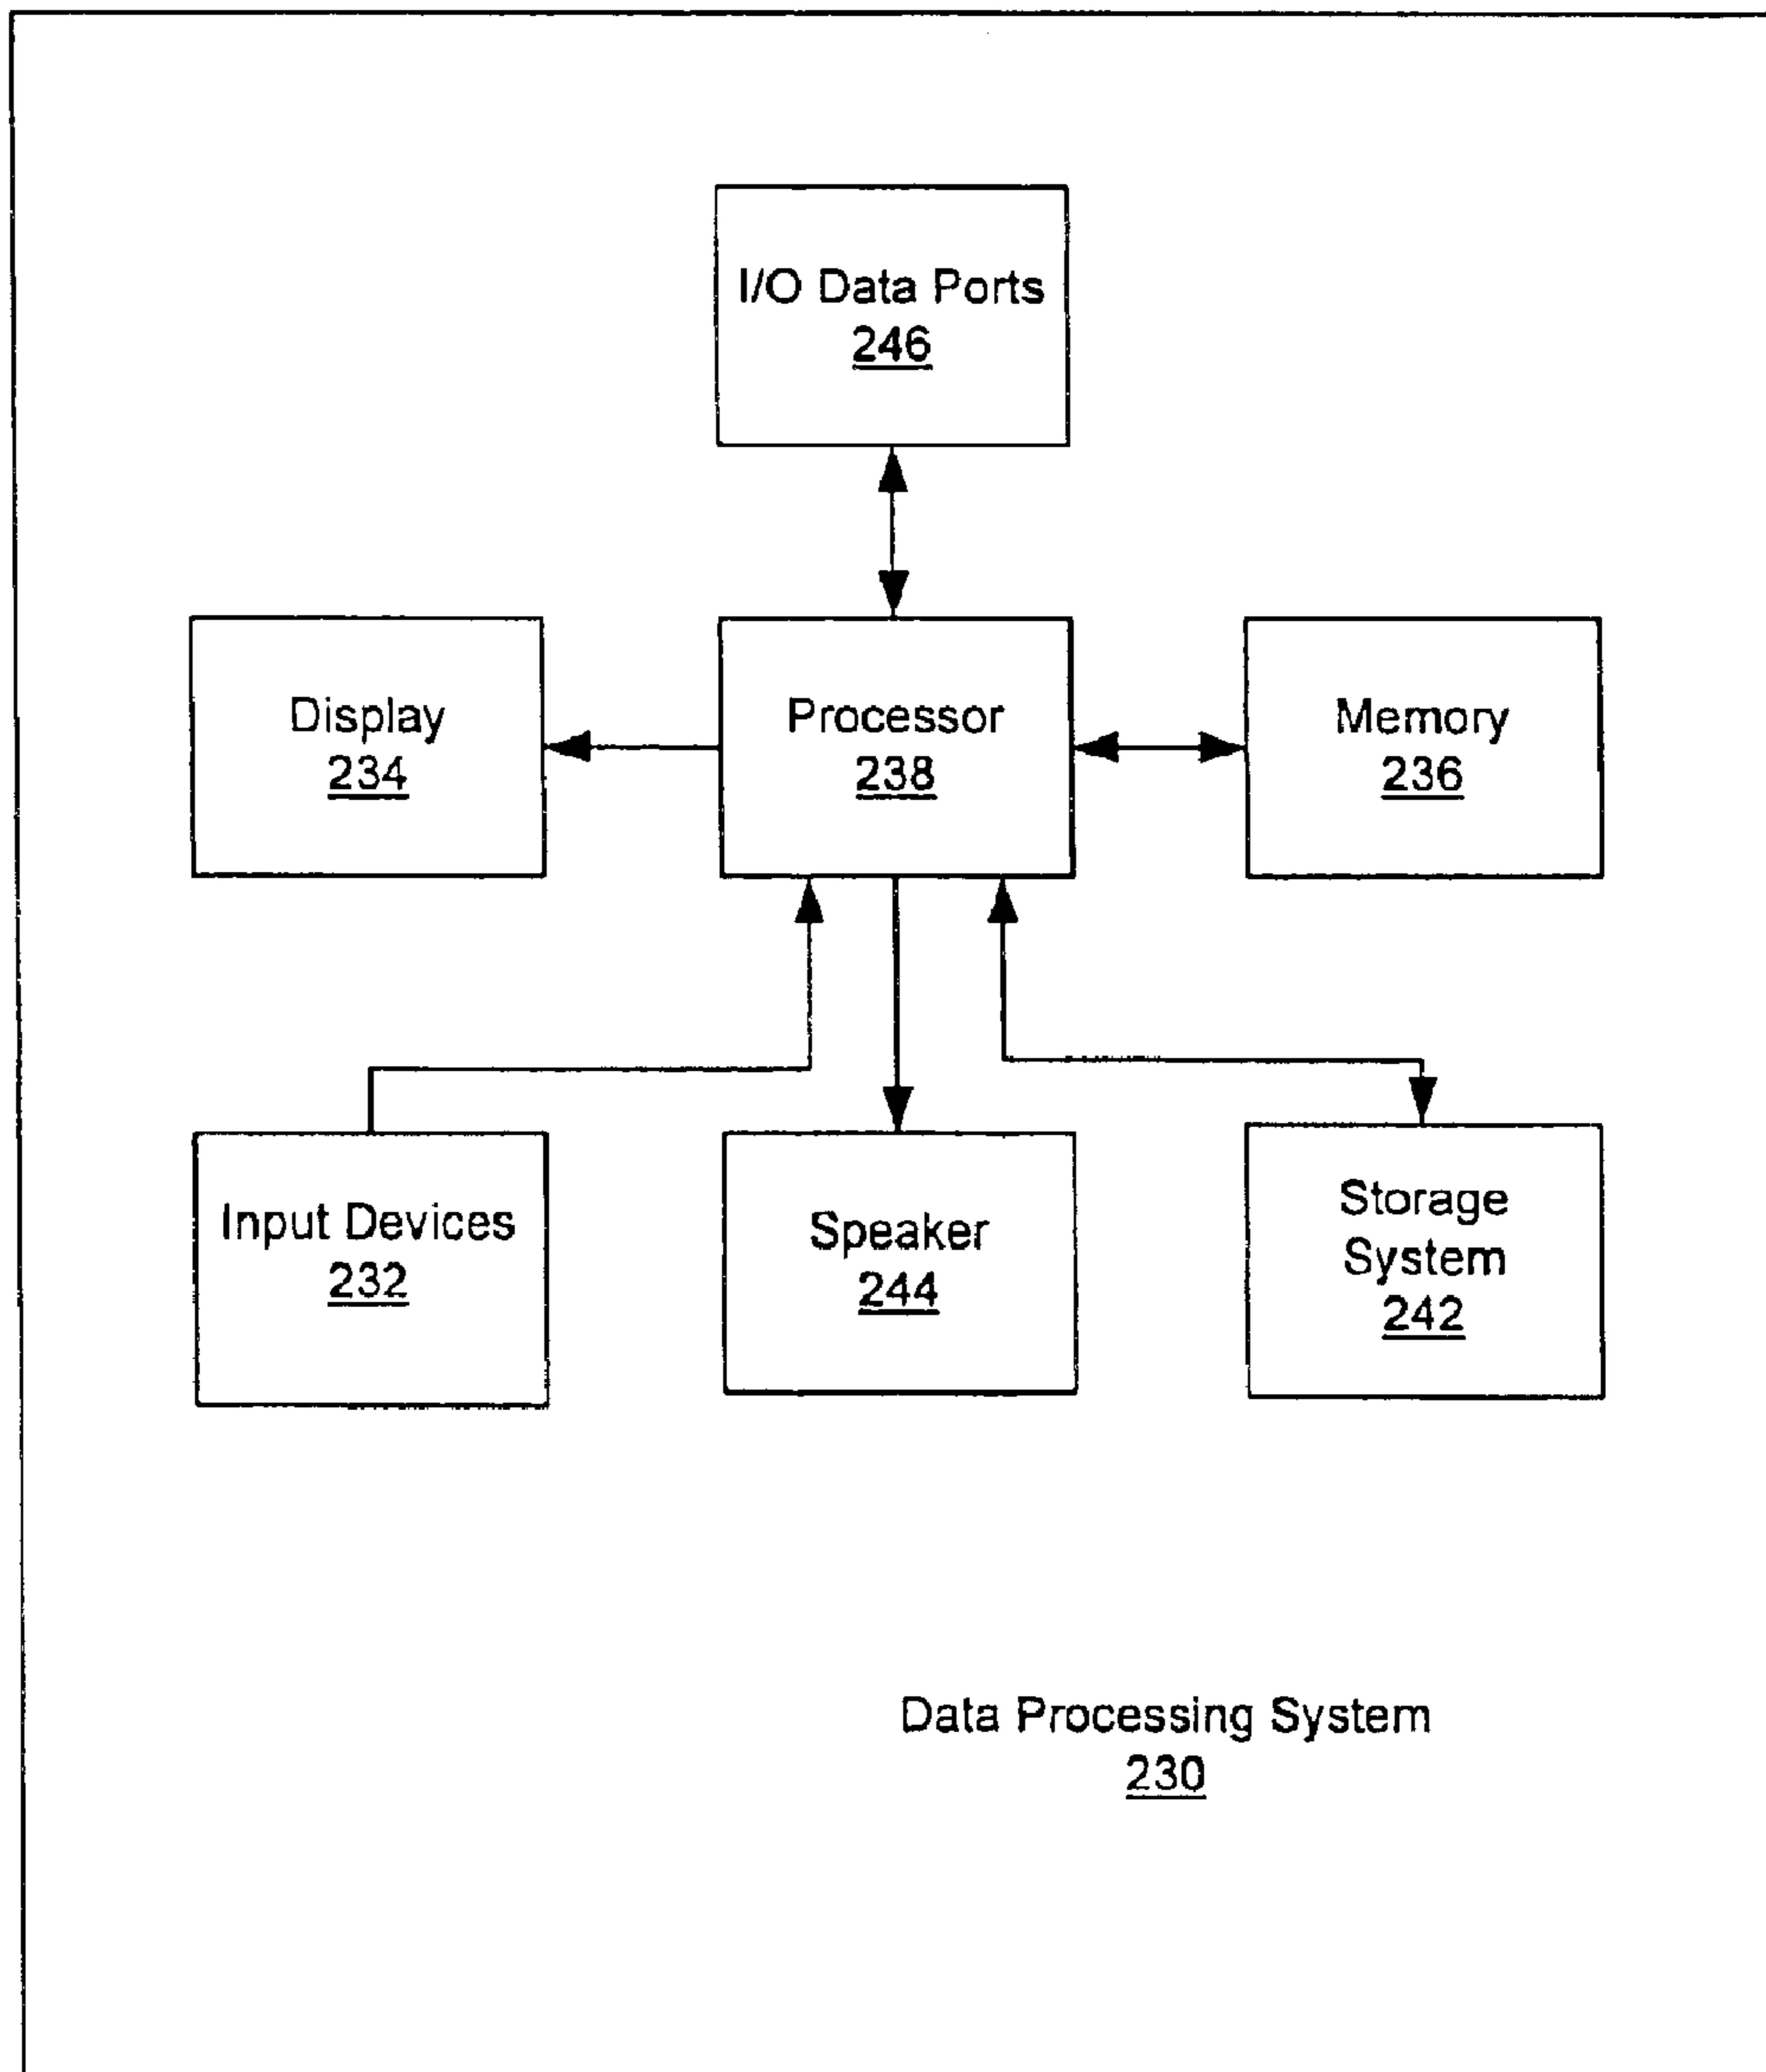 I/O Data Ports
246
Display
234
Processor
238
Memory
236
Input Devices
232
Speaker
244
Storage
System
242
Data Processing System
230